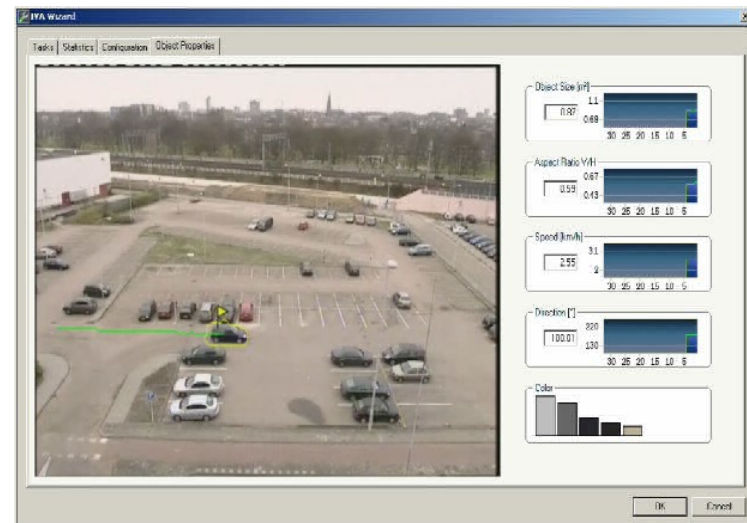 IVA Wizard
Tasks Statistics Configuration Object Properties
Object Size [m²]
0.87
1.1
0.69
30 25 20 15 10 5
Aspect Ratio V/H
0.59
0.67
0.43
30 25 20 15 10 5
Speed [km/h]
2.55
3.1
2
30 25 20 15 10 5
Direction [°]
100.01
220
130
30 25 20 15 10 5
Color
OK Cancel